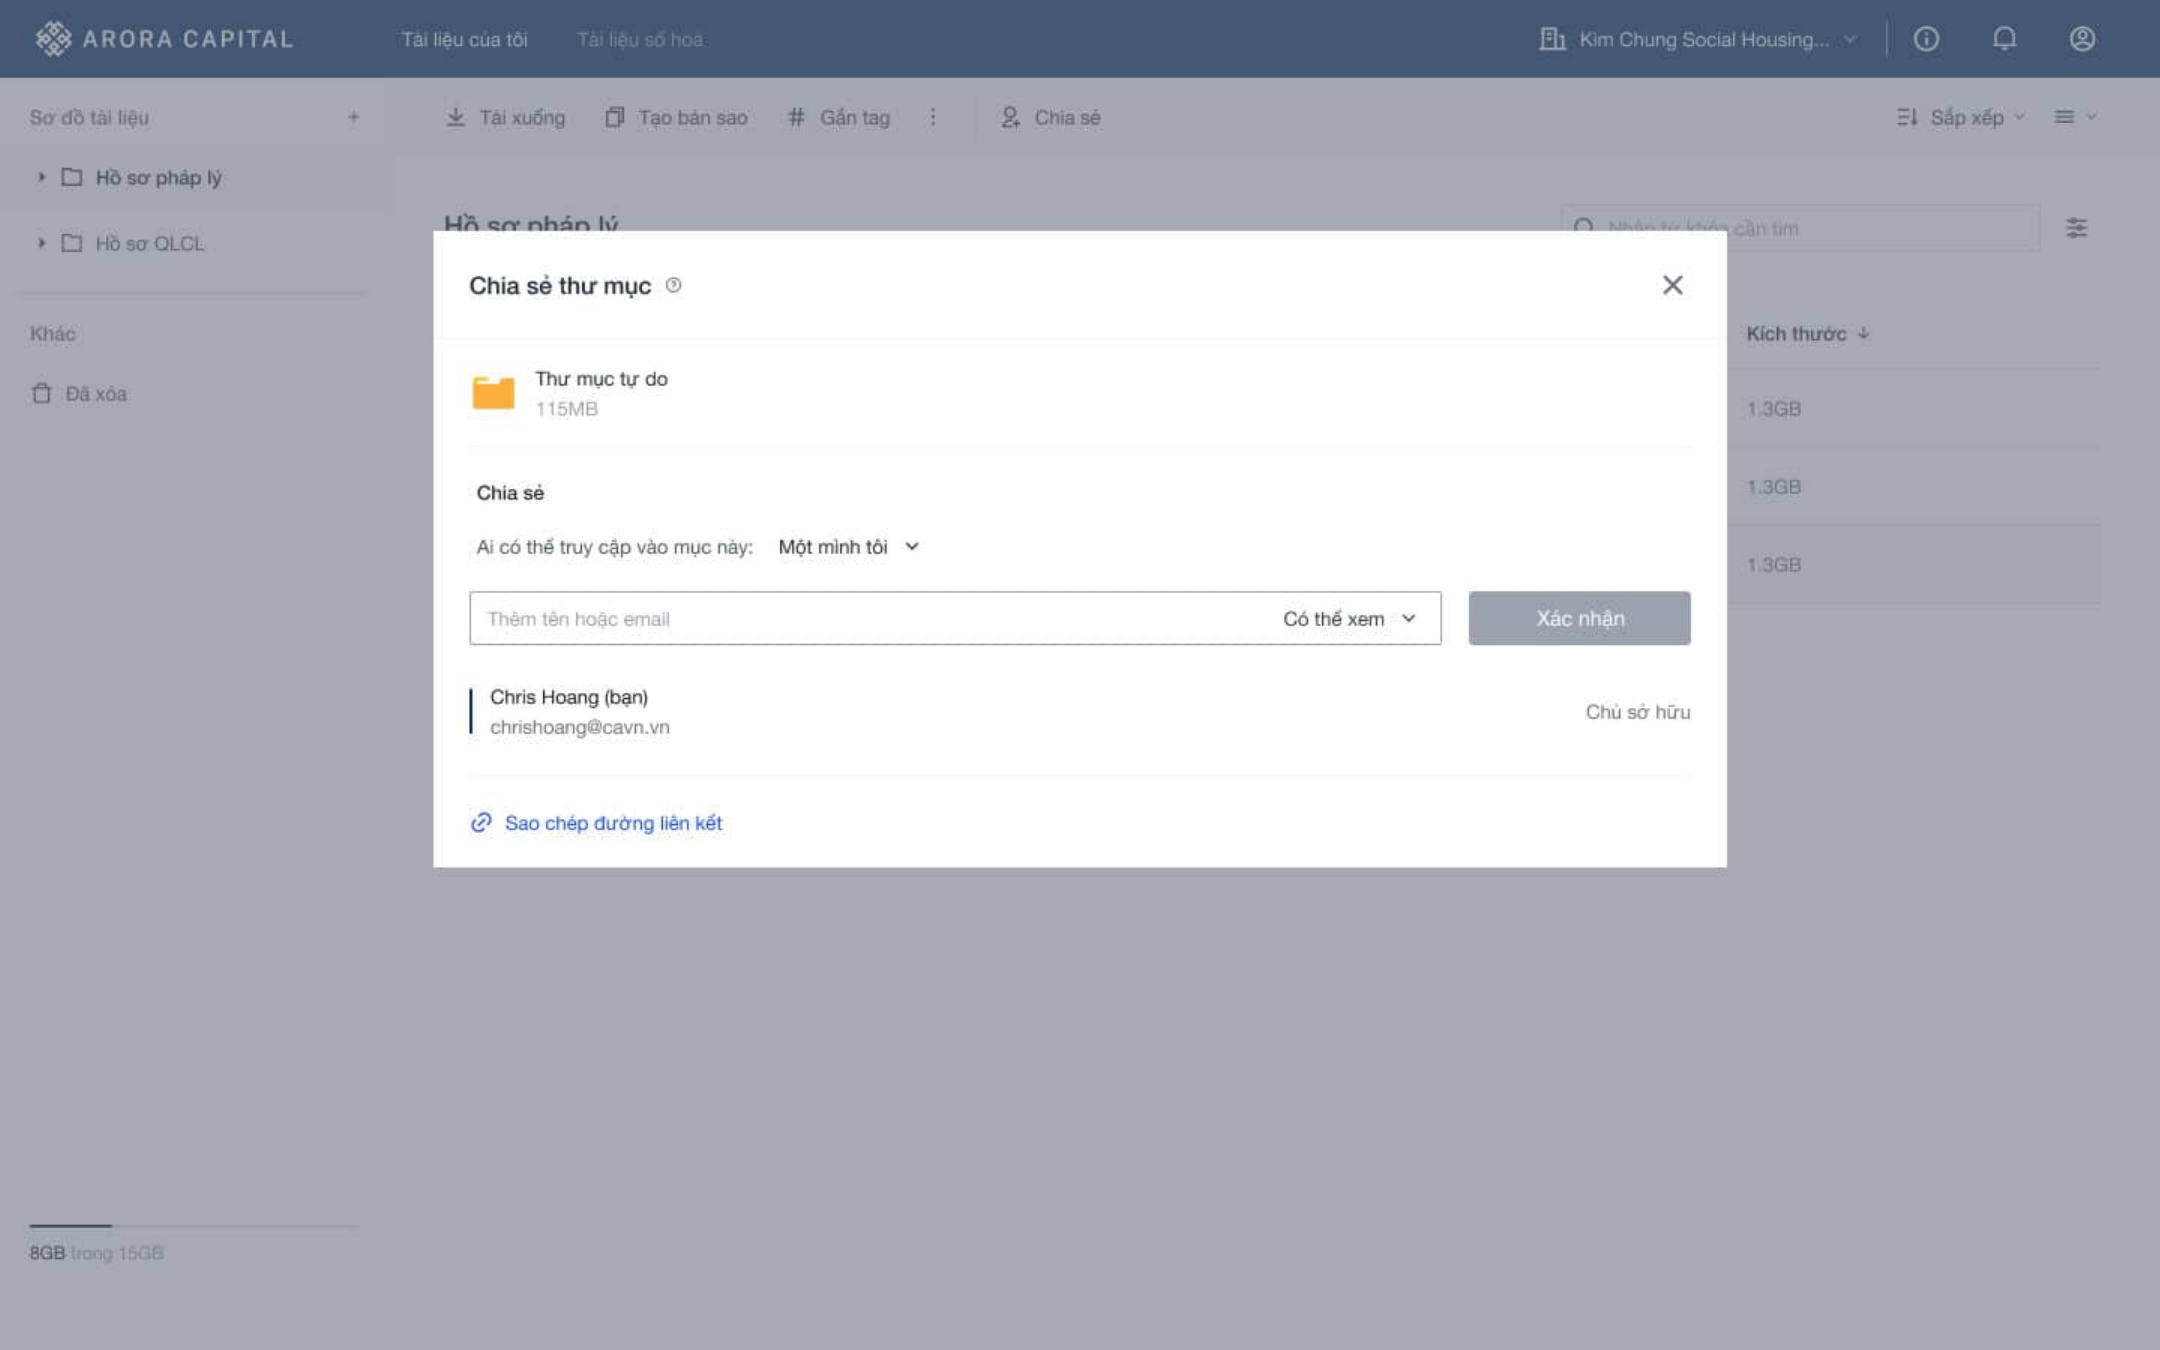 ARORA CAPITAL
Tài liệu của tôi
Tài liệu số hoá
Kim Chung Social Housing...
Sơ đồ tài liệu
+
Tải xuống
Tạo bản sao
# Gắn tag
Chia sẻ
Sắp xếp
Hồ sơ pháp lý
Hồ sơ QLCL
Khác
Đã xóa
Hồ sơ pháp lý
Nhập từ khóa cần tìm
Chia sẻ thư mục
Kích thước
Thư mục tự do
115MB
1.3GB
1.3GB
1.3GB
Chia sẻ
Ai có thể truy cập vào mục này:
Một mình tôi
Thêm tên hoặc email
Có thể xem
Xác nhận
Chris Hoang (bạn)
chrishoang@cavn.vn
Chủ sở hữu
Sao chép đường liên kết
8GB trong 15GB